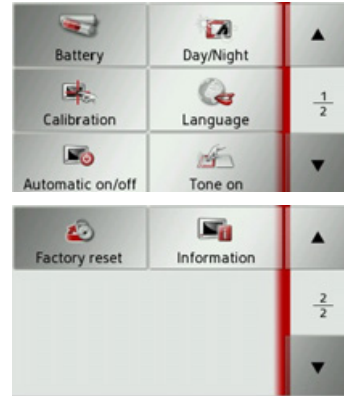 Battery Day/Night
Calibration Language
1
2
Automatic on/off Tone on
Factory reset Information
2
2